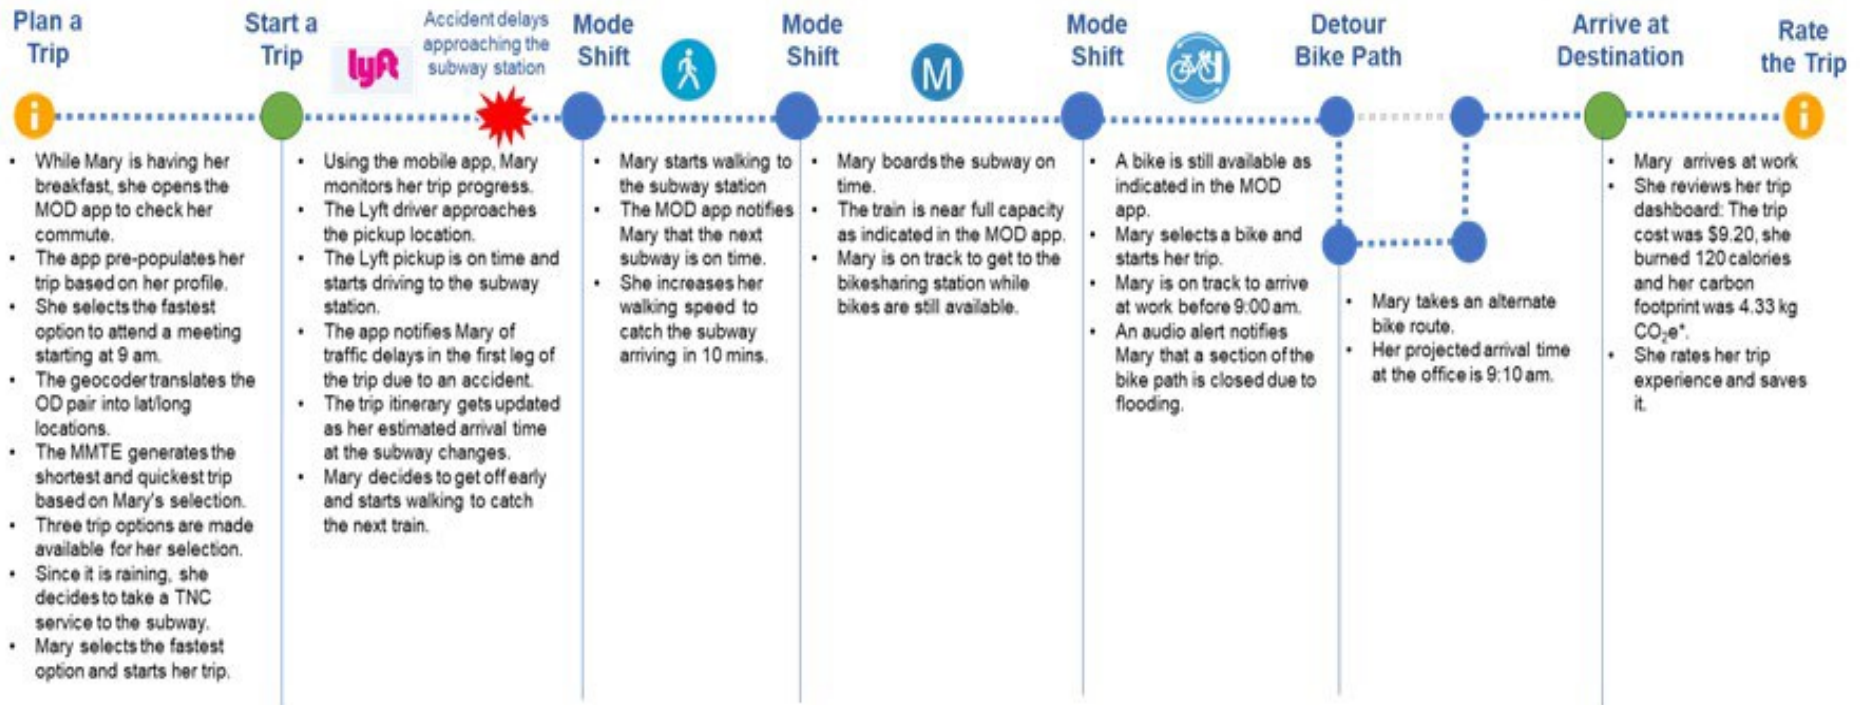 Plan a
Trip
Start a
Trip
lyft
Accident delays
approaching the
subway station
Mode
Shift
Mode
Shift
M
Mode
Shift
Detour
Bike Path
Arrive at
Destination
Rate
the Trip
i
i
• While Mary is having her
breakfast, she opens the
MOD app to check her
commute.
• The app pre-populates her
trip based on her profile.
• She selects the fastest
option to attend a meeting
starting at 9 am.
• The geocoder translates the
OD pair into lat/long
locations.
• The MMTE generates the
shortest and quickest trip
based on Mary's selection.
• Three trip options are made
available for her selection.
• Since it is raining, she
decides to take a TNC
service to the subway.
• Mary selects the fastest
option and starts her trip.
• Using the mobile app, Mary
monitors her trip progress.
• The Lyft driver approaches
the pickup location.
• The Lyft pickup is on time and
starts driving to the subway
station.
• The app notifies Mary of
traffic delays in the first leg of
the trip due to an accident.
• The trip itinerary gets updated
as her estimated arrival time
at the subway changes.
• Mary decides to get off early
and starts walking to catch
the next train.
• Mary starts walking to
the subway station
• The MOD app notifies
Mary that the next
subway is on time.
• She increases her
walking speed to
catch the subway
arriving in 10 mins.
• Mary boards the subway on
time.
• The train is near full capacity
as indicated in the MOD app.
• Mary is on track to get to the
bikesharing station while
bikes are still available.
• A bike is still available as
indicated in the MOD
app.
• Mary selects a bike and
starts her trip.
• Mary is on track to arrive
at work before 9:00 am.
• An audio alert notifies
Mary that a section of the
bike path is closed due to
flooding.
• Mary takes an alternate
bike route.
• Her projected arrival time
at the office is 9:10 am.
• Mary arrives at work
• She reviews her trip
dashboard: The trip
cost was $9.20, she
burned 120 calories
and her carbon
footprint was 4.33 kg
CO₂e*.
• She rates her trip
experience and saves
it.